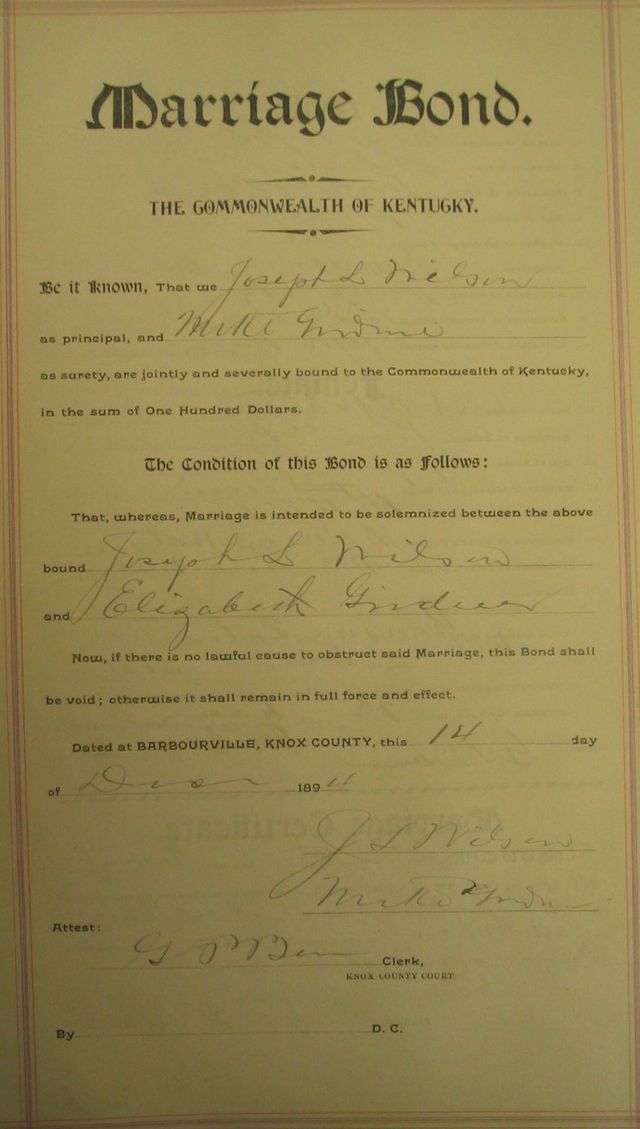 Marriage Bond.
THE COMMONWEALTH OF KENTUCKY.
Be it Known, That we Joseph L Wilson
as principal, and Mike
as surety, are jointly and severally bound to the Commonwealth of Kentucky,
in the sum of One Hundred Dollars.
The Condition of this Bond is as Follows:
That, whereas, Marriage is intended to be solemnized between the above
bound Joseph L Wilson
and Elizabeth
Now, if there is no lawful cause to obstruct said Marriage, this Bond shall
be void; otherwise it shall remain in full force and effect.
Dated at BARBOURVILLE, KNOX COUNTY, this 14 day
of 1894
J L Wilson
Mike
Attest:
G P Clerk,
KNOX COUNTY COURT.
By D. C.